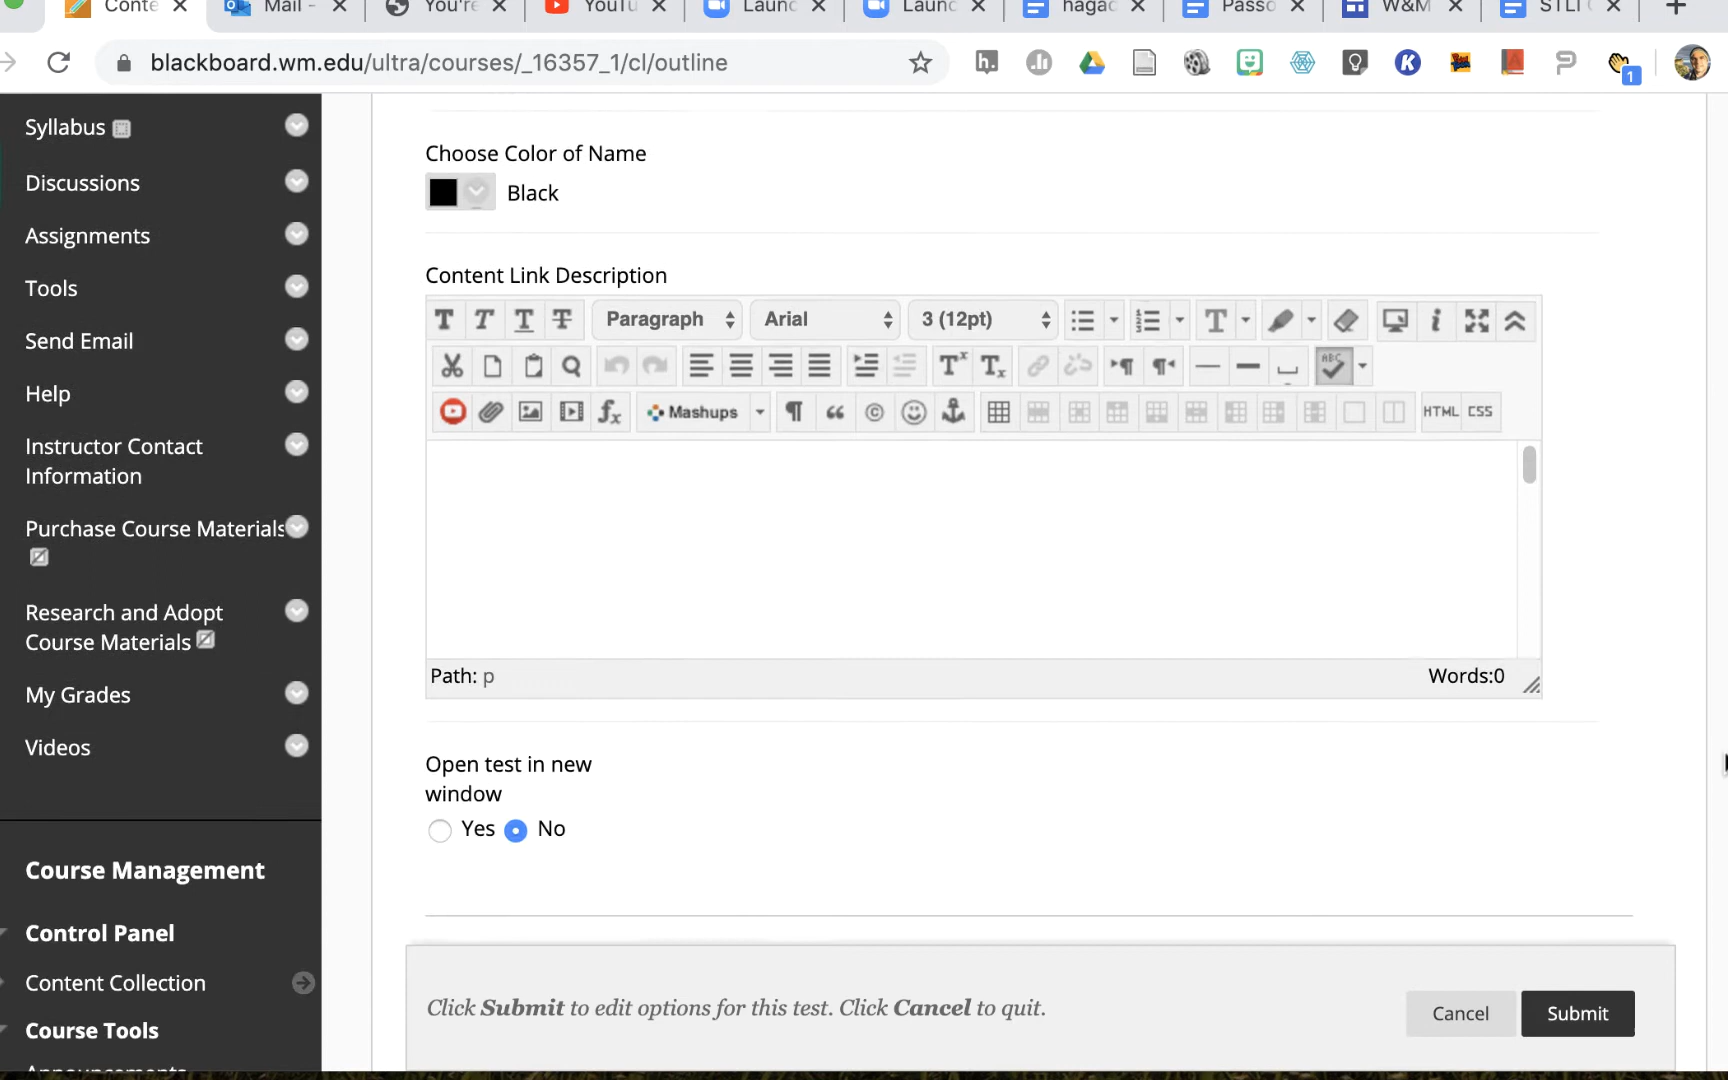 Conte
Mail -
You're
YouTu
Launc
Launc
hagac
Passo
W&M
STLI
blackboard.wm.edu/ultra/courses/_16357_1/cl/outline
1
Syllabus
Discussions
Assignments
Tools
Send Email
Help
Instructor Contact
Information
Purchase Course Materials
Research and Adopt
Course Materials
My Grades
Videos
Course Management
Control Panel
Content Collection
Course Tools
Choose Color of Name
Black
Content Link Description
Paragraph
Arial
3 (12pt)
ABC
Mashups
HTML
CSS
Path: p
Words:0
Open test in new
window
Yes
No
Click Submit to edit options for this test. Click Cancel to quit.
Cancel
Submit